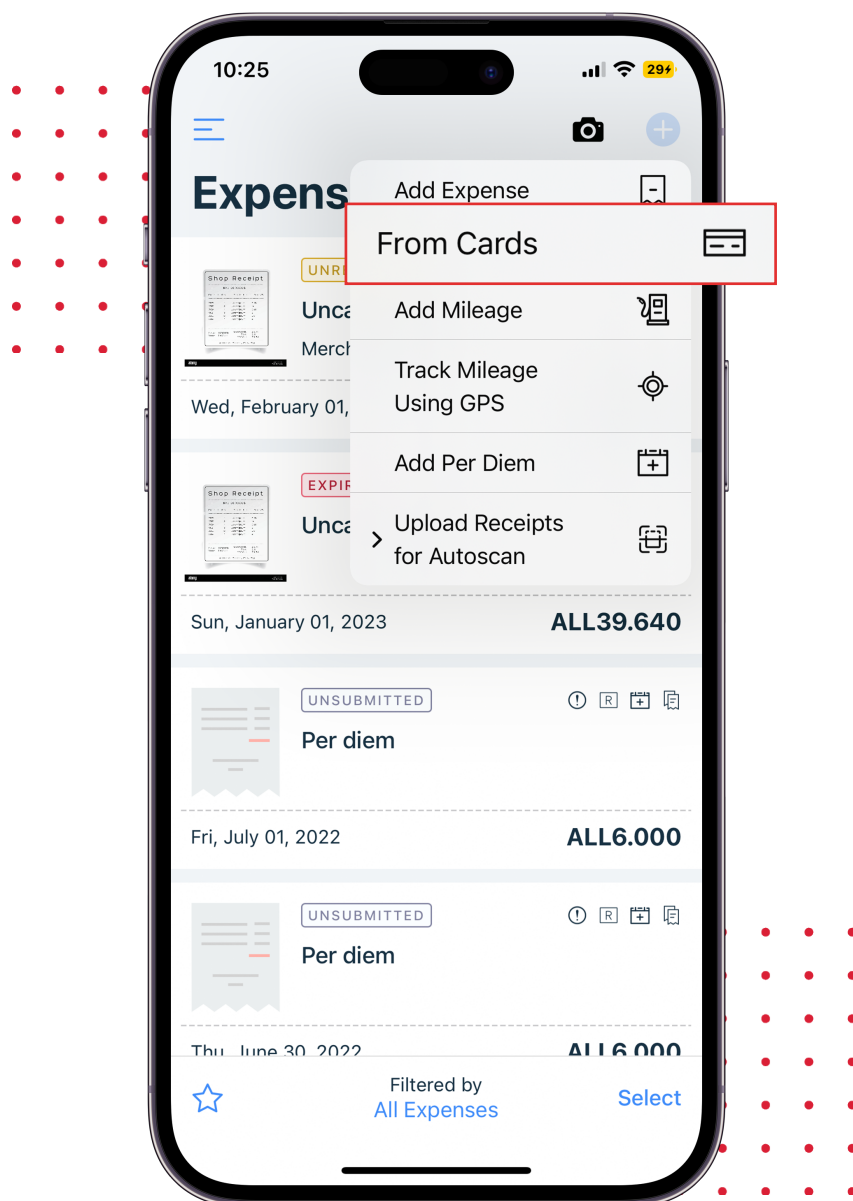 10:25
29
Expens
Add Expense
From Cards
Shop Receipt
UNRE
Unca
Add Mileage
Merch
Track Mileage
Using GPS
Wed, February 01,
Add Per Diem
Shop Receipt
EXPIR
Unca
Upload Receipts
for Autoscan
Sun, January 01, 2023
ALL39.640
UNSUBMITTED
R
Per diem
Fri, July 01, 2022
ALL6.000
UNSUBMITTED
R
Per diem
Thu, June 30, 2022
ALL6.000
Filtered by
All Expenses
Select